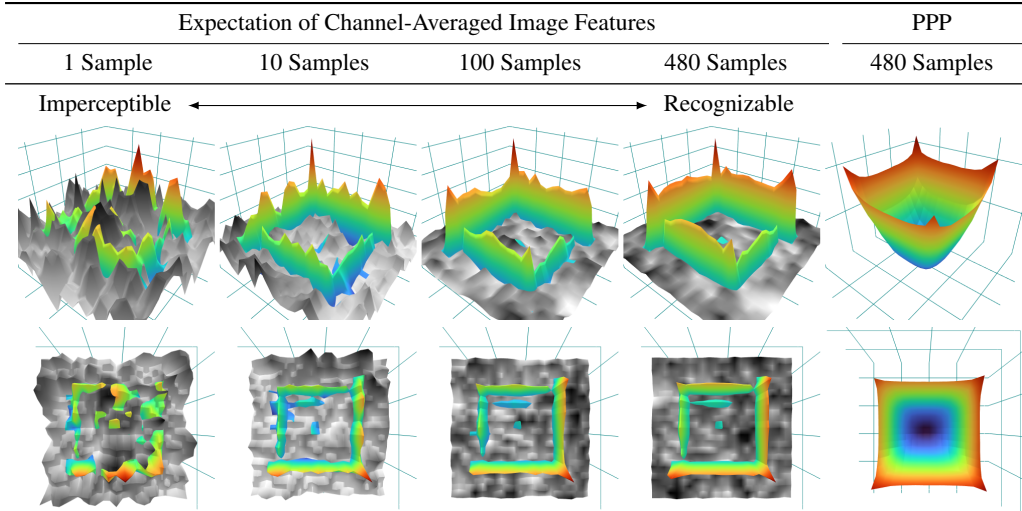 Expectation of Channel-Averaged Image Features PPP
1 Sample 10 Samples 100 Samples 480 Samples 480 Samples
Imperceptible Recognizable